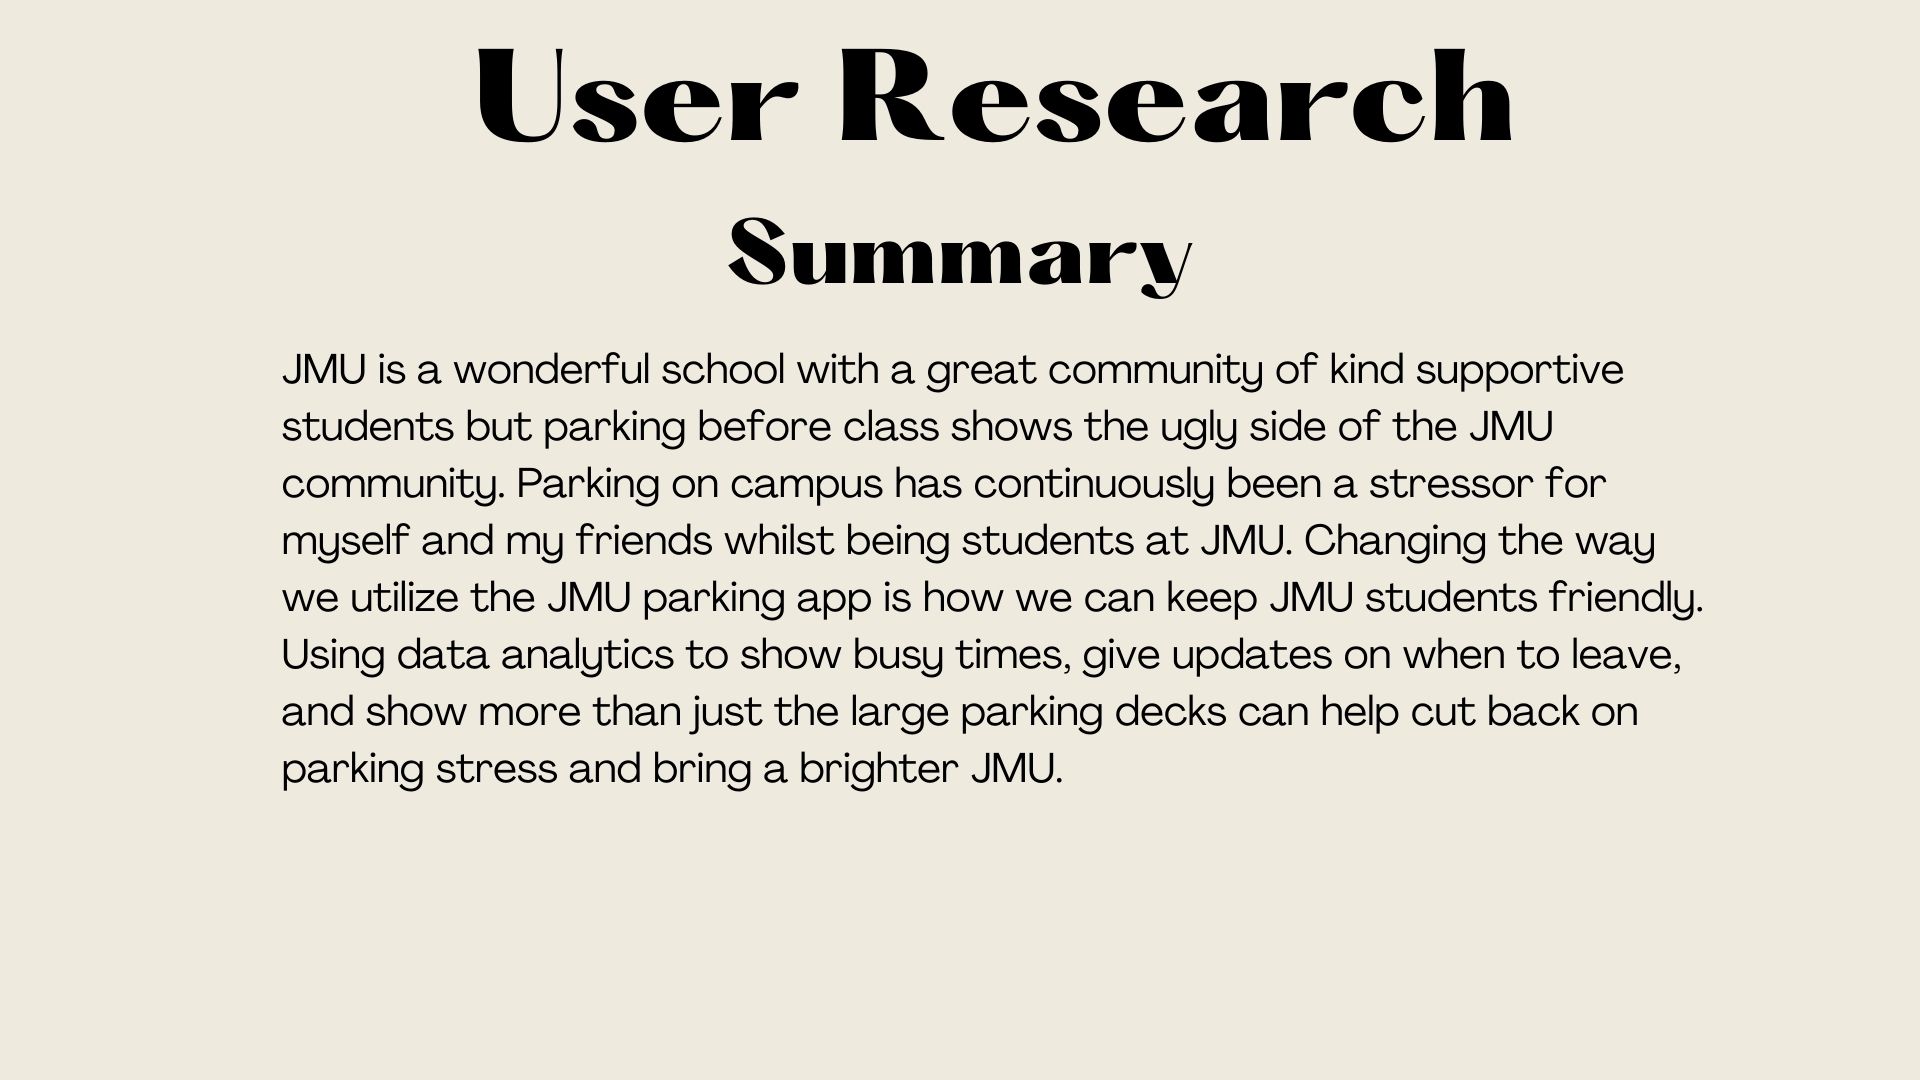 User Research
Summary
JMU is a wonderful school with a great community of kind supportive
students but parking before class shows the ugly side of the JMU
community. Parking on campus has continuously been a stressor for
myself and my friends whilst being students at JMU. Changing the way
we utilize the JMU parking app is how we can keep JMU students friendly.
Using data analytics to show busy times, give updates on when to leave,
and show more than just the large parking decks can help cut back on
parking stress and bring a brighter JMU.